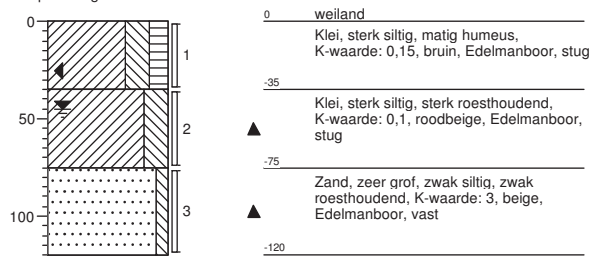 0
50
100
1
2
3
0 weiland
Klei, sterk siltig, matig humeus,
K-waarde: 0,15, bruin, Edelmanboor, stug
-35
Klei, sterk siltig, sterk roesthoudend,
K-waarde: 0,1, roodbeige, Edelmanboor,
stug
-75
Zand, zeer grof, zwak siltig, zwak
roesthoudend, K-waarde: 3, beige,
Edelmanboor, vast
-120